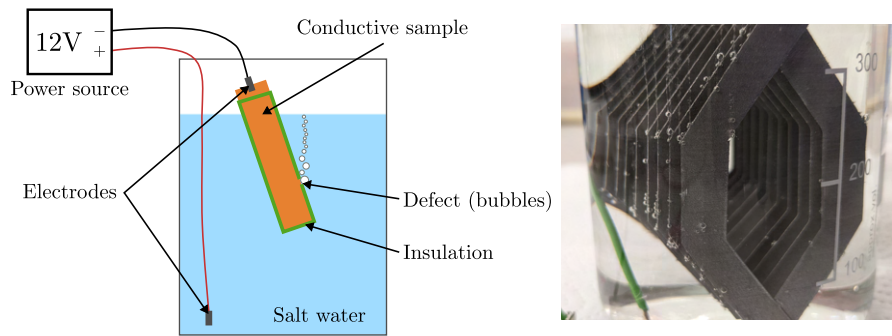 12V
−
+
Power source
Conductive sample
Electrodes
Defect (bubbles)
Insulation
Salt water
300
200
100